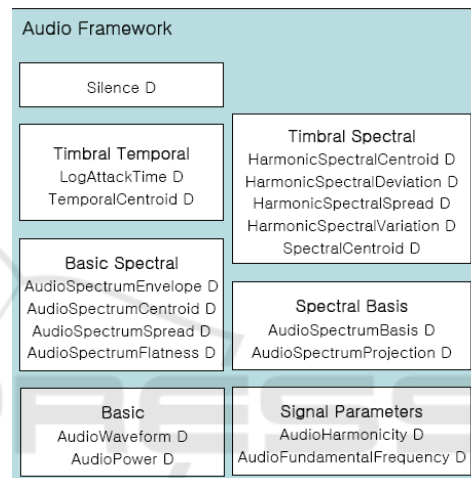 Audio Framework
Silence D
Timbral Temporal
LogAttackTime D
TemporalCentroid D
Timbral Spectral
HarmonicSpectralCentroid D
HarmonicSpectralDeviation D
HarmonicSpectralSpread D
HarmonicSpectralVariation D
SpectralCentroid D
Basic Spectral
AudioSpectrumEnvelope D
AudioSpectrumCentroid D
AudioSpectrumSpread D
AudioSpectrumFlatness D
Spectral Basis
AudioSpectrumBasis D
AudioSpectrumProjection D
Basic
AudioWaveform D
AudioPower D
Signal Parameters
AudioHarmonicity D
AudioFundamentalFrequency D